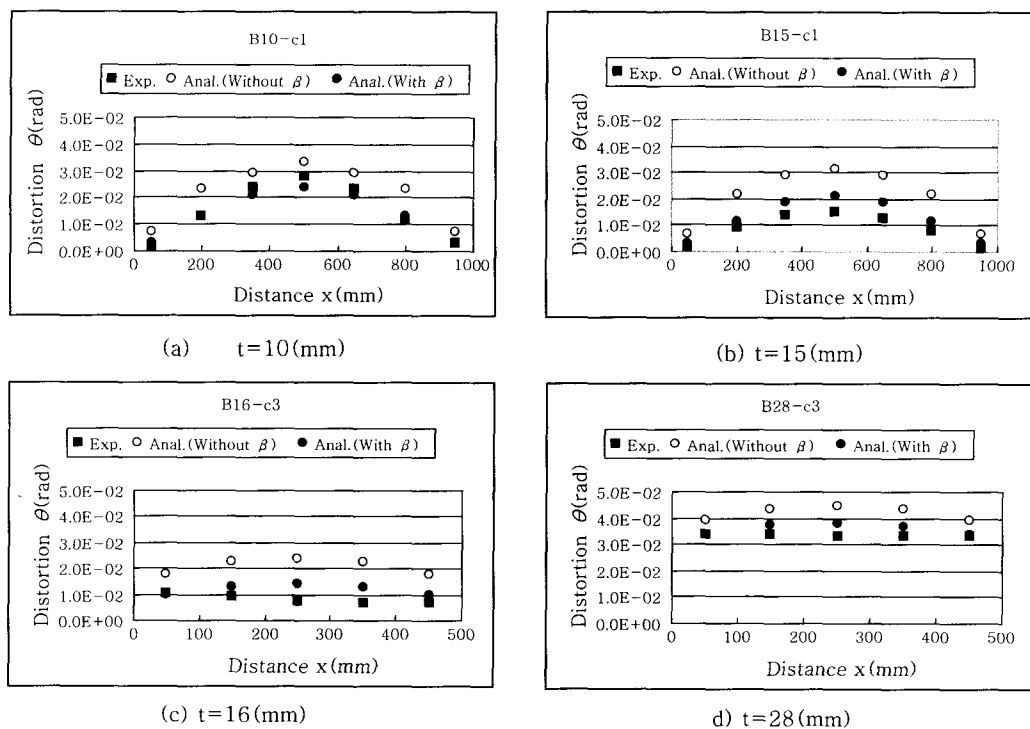 B10-c1
■ Exp. ○ Anal.(Without β) ● Anal.(With β)
Distortion θ(rad)
5.0E-02
4.0E-02
3.0E-02
2.0E-02
1.0E-02
0.0E+00
0 200 400 600 800 1000
Distance x(mm)
(a) t=10(mm)
B15-c1
■ Exp. ○ Anal.(Without β) ● Anal.(With β)
Distortion θ(rad)
5.0E-02
4.0E-02
3.0E-02
2.0E-02
1.0E-02
0.0E+00
0 200 400 600 800 1000
Distance x(mm)
(b) t=15(mm)
B16-c3
■ Exp. ○ Anal.(Without β) ● Anal.(With β)
Distortion θ(rad)
5.0E-02
4.0E-02
3.0E-02
2.0E-02
1.0E-02
0.0E+00
0 100 200 300 400 500
Distance x(mm)
(c) t=16(mm)
B28-c3
■ Exp. ○ Anal.(Without β) ● Anal.(With β)
Distortion θ(rad)
5.0E-02
4.0E-02
3.0E-02
2.0E-02
1.0E-02
0.0E+00
0 100 200 300 400 500
Distance x(mm)
d) t=28(mm)